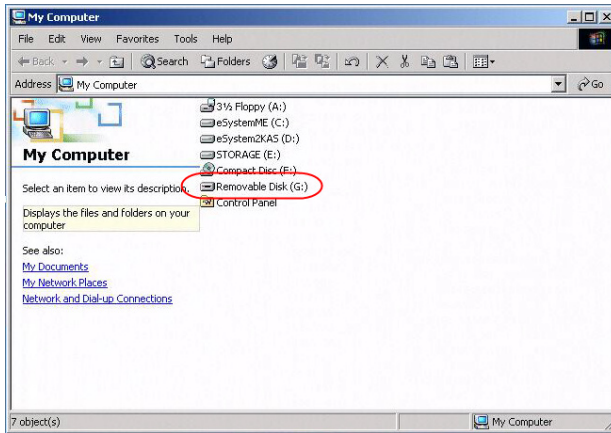 My Computer
File Edit View Favorites Tools Help
Back Search Folders
Address My Computer Go
3½ Floppy (A:)
eSystemME (C:)
eSystem2KAS (D:)
My Computer
STORAGE (E:)
Compact Disc (F:)
Select an item to view its description.
Removable Disk (G:)
Control Panel
Displays the files and folders on your
computer
See also:
My Documents
My Network Places
Network and Dial-up Connections
7 object(s) My Computer